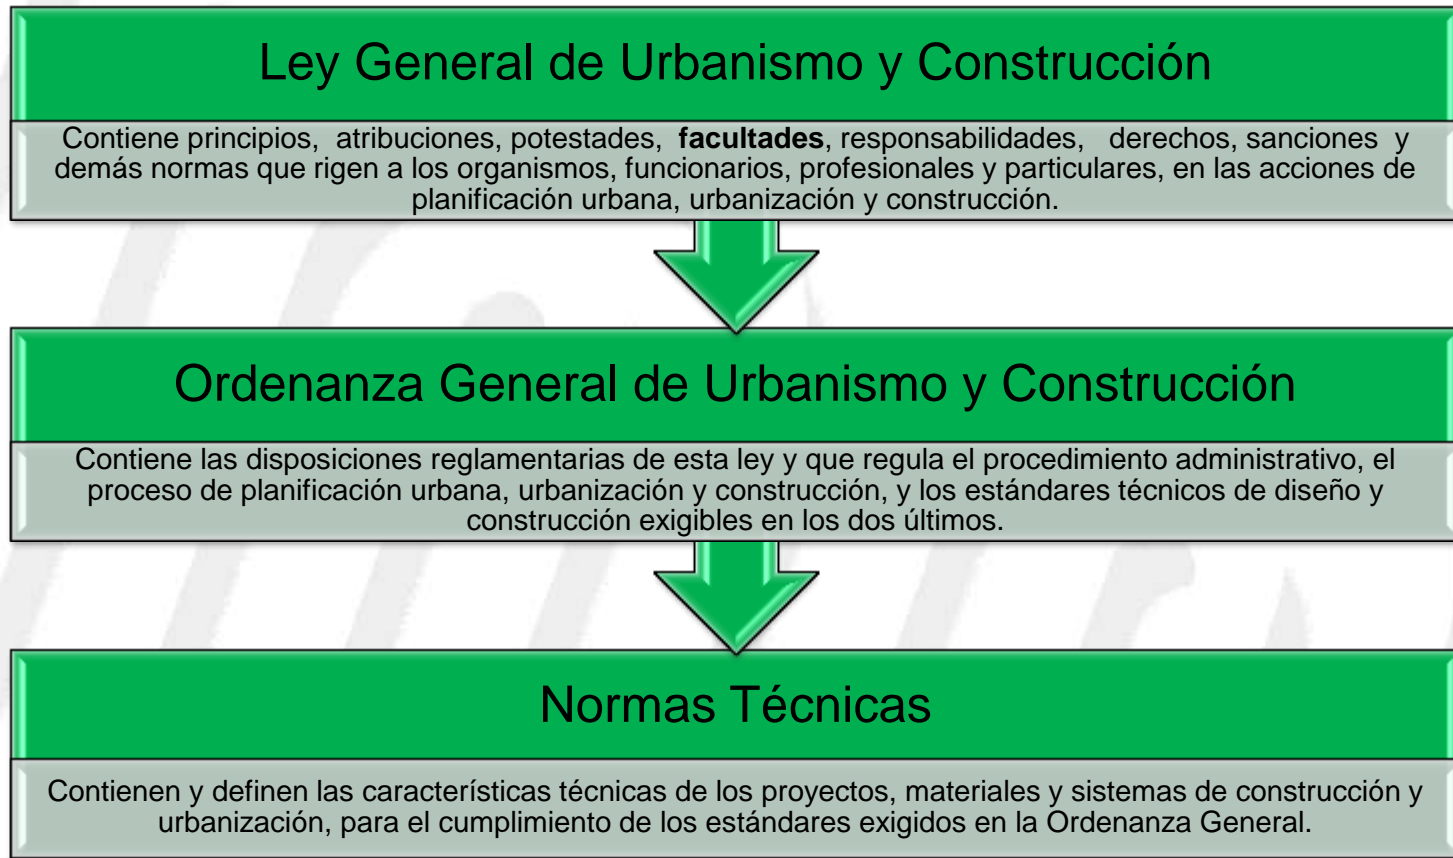 Ley General de Urbanismo y Construcción
Contiene principios, atribuciones, potestades, facultades, responsabilidades, derechos, sanciones y
demás normas que rigen a los organismos, funcionarios, profesionales y particulares, en las acciones de
planificación urbana, urbanización y construcción.
Ordenanza General de Urbanismo y Construcción
Contiene las disposiciones reglamentarias de esta ley y que regula el procedimiento administrativo, el
proceso de planificación urbana, urbanización y construcción, y los estándares técnicos de diseño y
construcción exigibles en los dos últimos.
Normas Técnicas
Contienen y definen las características técnicas de los proyectos, materiales y sistemas de construcción y
urbanización, para el cumplimiento de los estándares exigidos en la Ordenanza General.